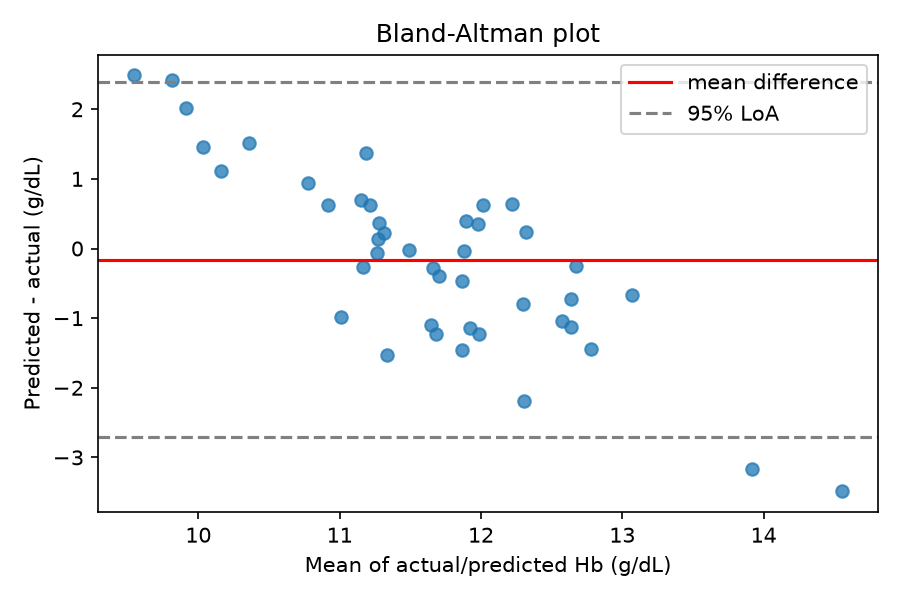 Bland-Altman plot
mean difference
95% LoA
Predicted - actual (g/dL)
2
1
0
−1
−2
−3
10 11 12 13 14
Mean of actual/predicted Hb (g/dL)